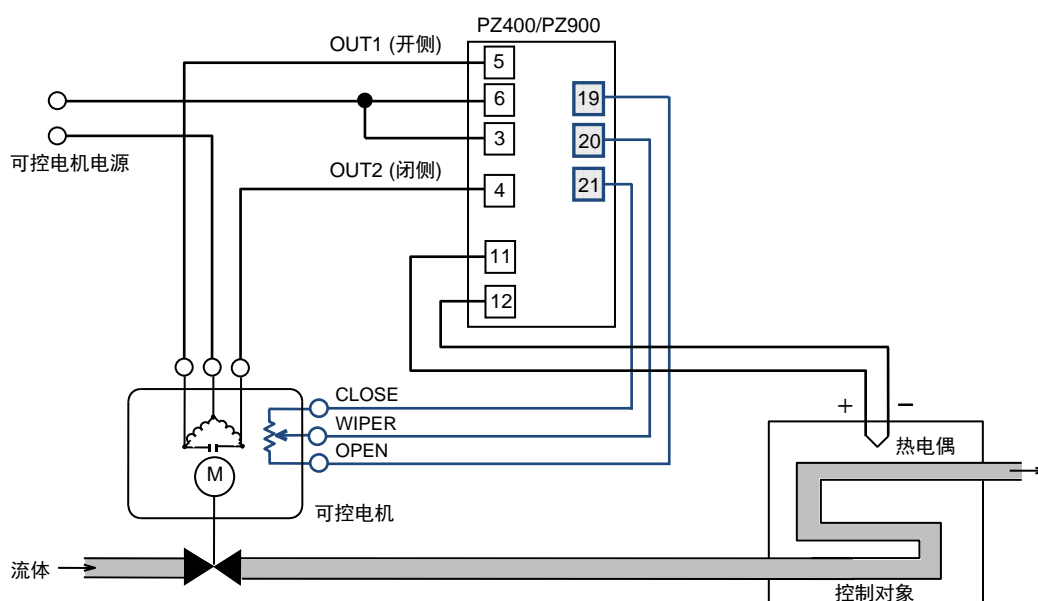 PZ400/PZ900
OUT1 (开侧)
5
6
19
3
20
可控电机电源
OUT2 (闭侧)
4
21
11
12
CLOSE
+
−
WIPER
热电偶
OPEN
M
可控电机
流体
控制对象